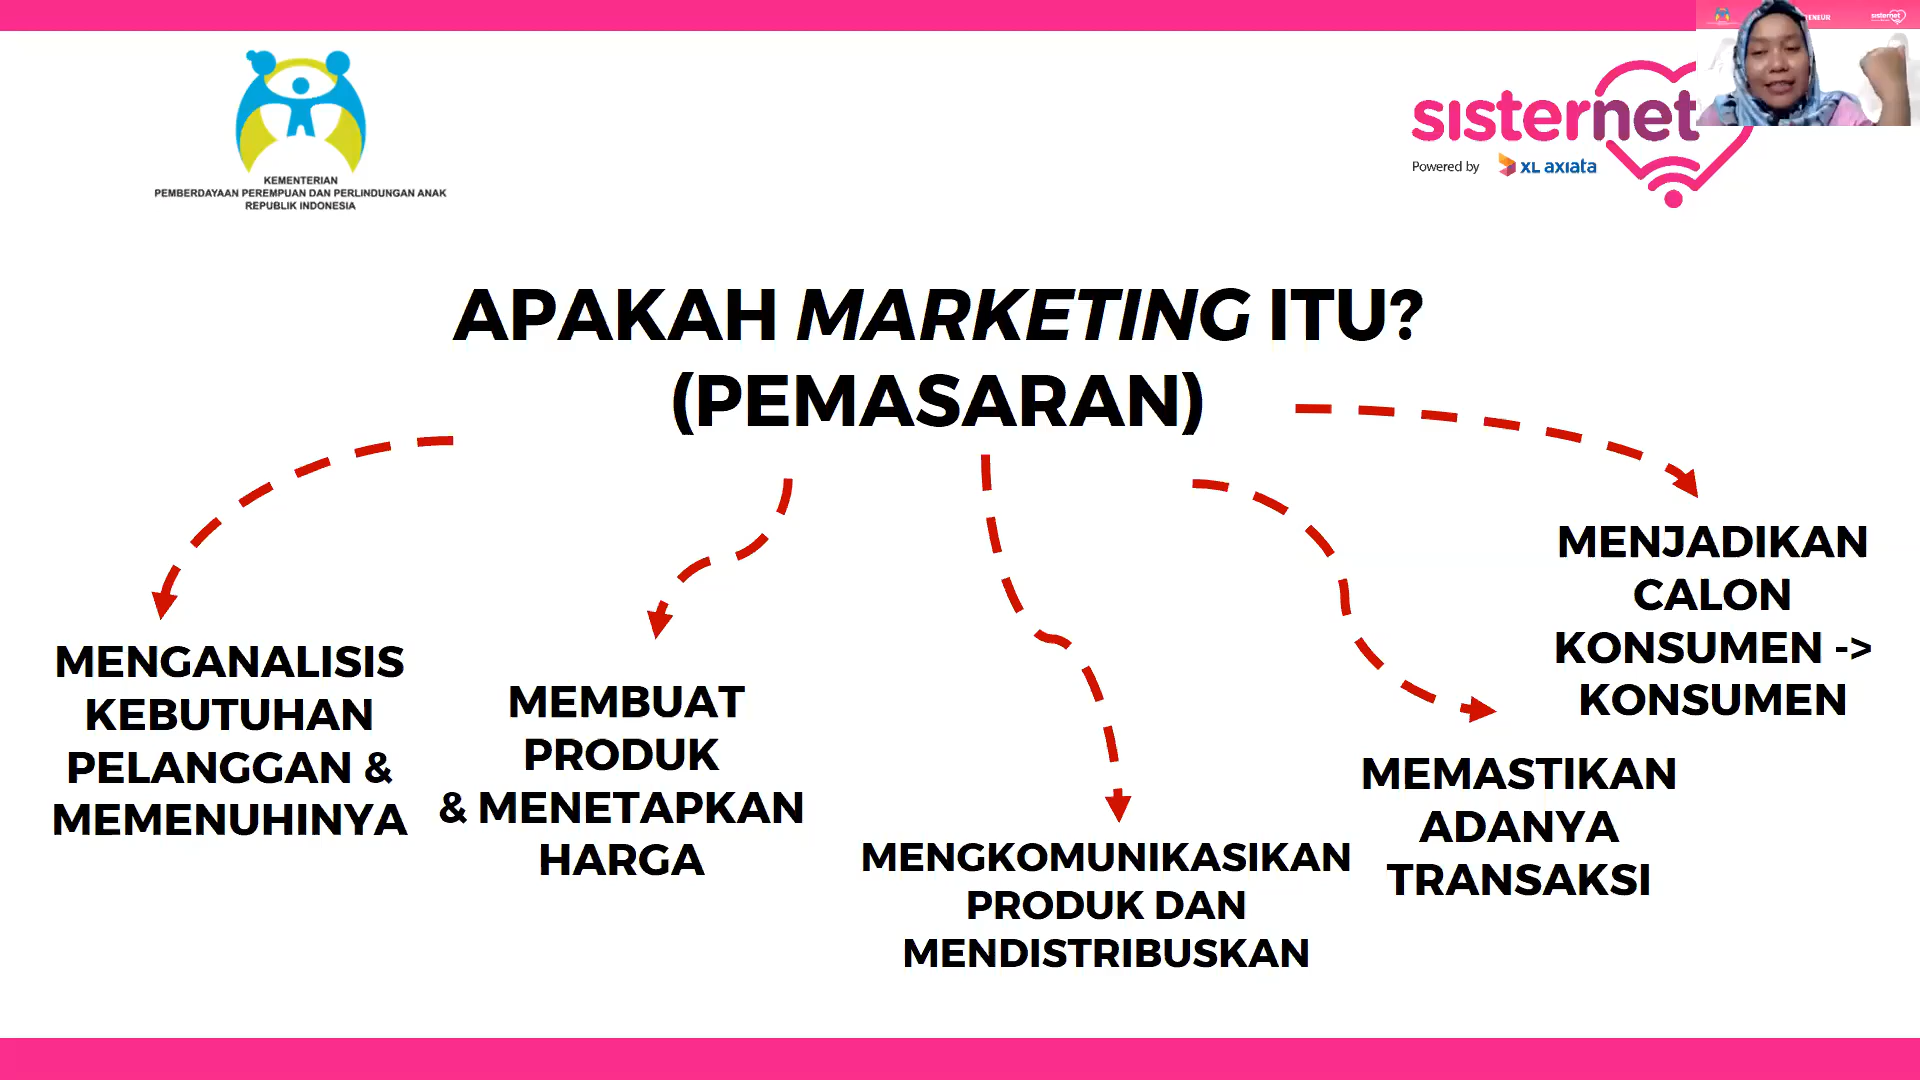 KEMENTERIAN
PEMBERDAYAAN PEREMPUAN DAN PERLINDUNGAN ANAK
REPUBLIK INDONESIA
sisternet
Powered by XL axiata
sisternet
APAKAH MARKETING ITU?
(PEMASARAN)
MENGANALISIS
KEBUTUHAN
PELANGGAN &
MEMENUHINYA
MEMBUAT
PRODUK
& MENETAPKAN
HARGA
MENGKOMUNIKASIKAN
PRODUK DAN
MENDISTRIBUSKAN
MEMASTIKAN
ADANYA
TRANSAKSI
MENJADIKAN
CALON
KONSUMEN ->
KONSUMEN